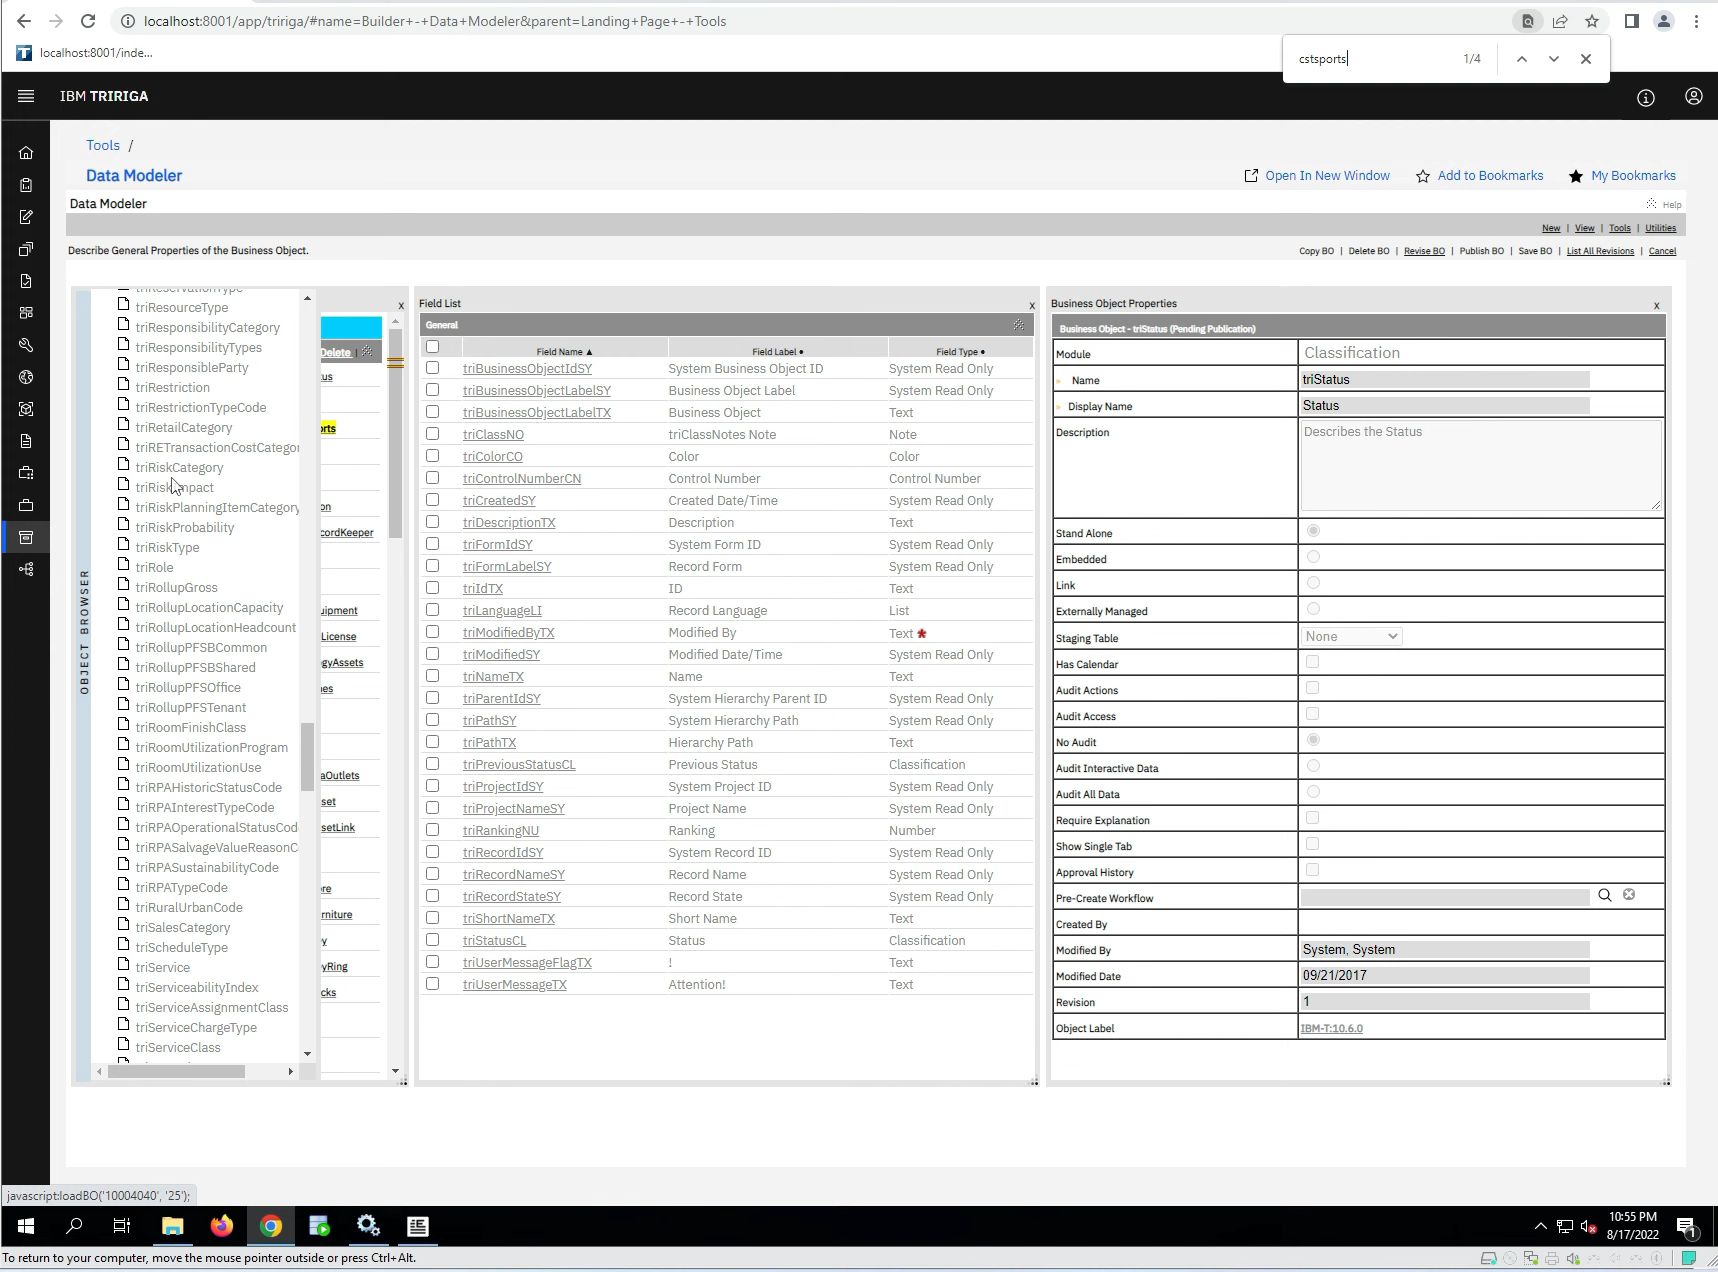 localhost:8001/app/tririga/#name=Builder+-+Data+Modeler&parent=Landing+Page+-+Tools
localhost:8001/inde...
cstsports
1/4
IBM TRIRIGA
Tools /
Data Modeler
Open In New Window
Add to Bookmarks
My Bookmarks
Data Modeler
Help
New | View | Tools | Utilities
Describe General Properties of the Business Object.
Copy BO | Delete BO | Revise BO | Publish BO | Save BO | List All Revisions | Cancel
OBJECT BROWSER
triReservationType
triResourceType
triResponsibilityCategory
triResponsibilityTypes
triResponsibleParty
triRestriction
triRestrictionTypeCode
triRetailCategory
triRETransactionCostCategor
triRiskCategory
triRiskImpact
triRiskPlanningItemCategory
triRiskProbability
triRiskType
triRole
triRollupGross
triRollupLocationCapacity
triRollupLocationHeadcount
triRollupPFSBCommon
triRollupPFSBShared
triRollupPFSOffice
triRollupPFSTenant
triRoomFinishClass
triRoomUtilizationProgram
triRoomUtilizationUse
triRPAHistoricStatusCode
triRPAInterestTypeCode
triRPAOperationalStatusCod
triRPASalvageValueReasonC
triRPASustainabilityCode
triRPATypeCode
triRuralUrbanCode
triSalesCategory
triScheduleType
triService
triServiceabilityIndex
triServiceAssignmentClass
triServiceChargeType
triServiceClass
x
Delete |
us
orts
on
cordKeeper
uipment
License
gyAssets
es
aOutlets
set
setLink
re
rniture
y
yRing
cks
Field List
x
General
Field Name ▲ Field Label ● Field Type ●
triBusinessObjectIdSY System Business Object ID System Read Only
triBusinessObjectLabelSY Business Object Label System Read Only
triBusinessObjectLabelTX Business Object Text
triClassNO triClassNotes Note Note
triColorCO Color Color
triControlNumberCN Control Number Control Number
triCreatedSY Created Date/Time System Read Only
triDescriptionTX Description Text
triFormIdSY System Form ID System Read Only
triFormLabelSY Record Form System Read Only
triIdTX ID Text
triLanguageLI Record Language List
triModifiedByTX Modified By Text *
triModifiedSY Modified Date/Time System Read Only
triNameTX Name Text
triParentIdSY System Hierarchy Parent ID System Read Only
triPathSY System Hierarchy Path System Read Only
triPathTX Hierarchy Path Text
triPreviousStatusCL Previous Status Classification
triProjectIdSY System Project ID System Read Only
triProjectNameSY Project Name System Read Only
triRankingNU Ranking Number
triRecordIdSY System Record ID System Read Only
triRecordNameSY Record Name System Read Only
triRecordStateSY Record State System Read Only
triShortNameTX Short Name Text
triStatusCL Status Classification
triUserMessageFlagTX ! Text
triUserMessageTX Attention! Text
Business Object Properties
x
Business Object - triStatus (Pending Publication)
Module Classification
Name triStatus
Display Name Status
Description Describes the Status
Stand Alone
Embedded
Link
Externally Managed
Staging Table None
Has Calendar
Audit Actions
Audit Access
No Audit
Audit Interactive Data
Audit All Data
Require Explanation
Show Single Tab
Approval History
Pre-Create Workflow
Created By
Modified By System, System
Modified Date 09/21/2017
Revision 1
Object Label IBM-T:10.6.0
javascript:loadBO('10004040', '25');
10:55 PM
8/17/2022
1
To return to your computer, move the mouse pointer outside or press Ctrl+Alt.